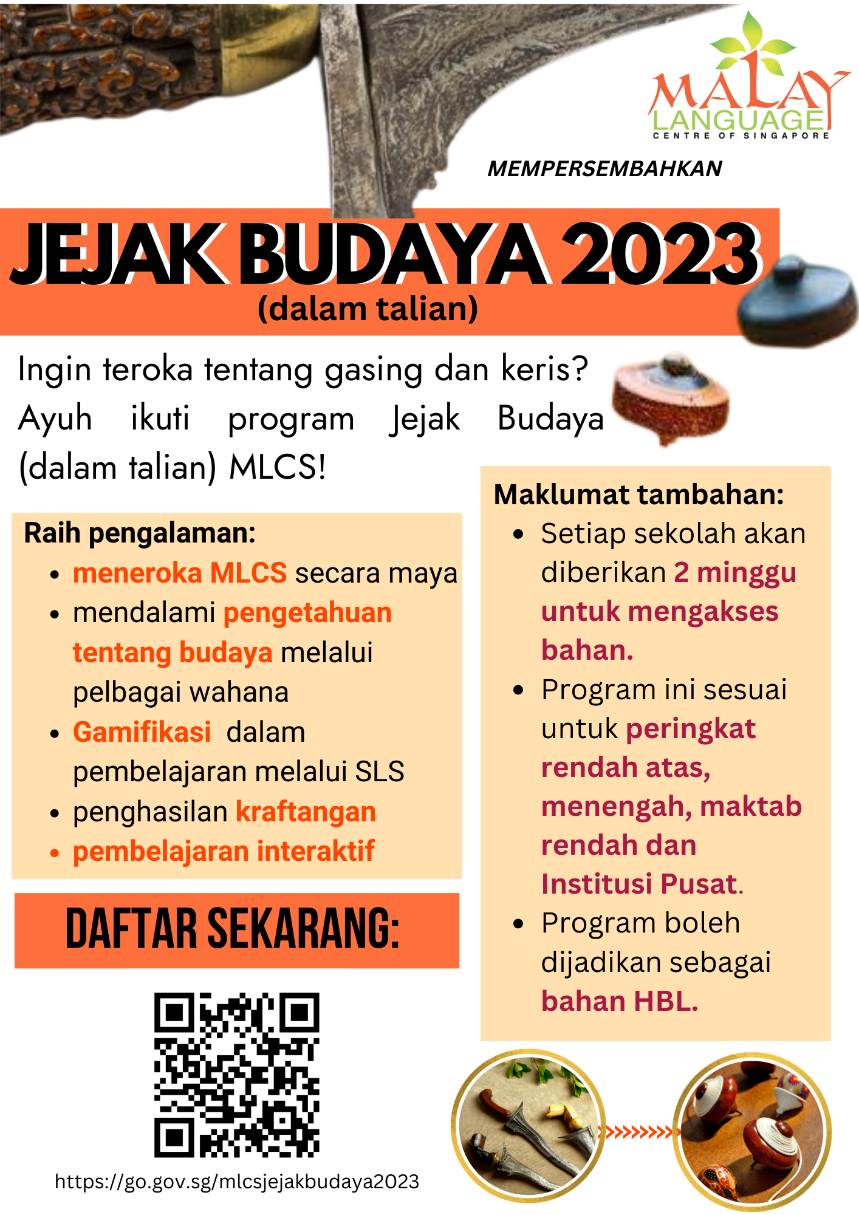 MALAY
LANGUAGE
CENTRE OF SINGAPORE
MEMPERSEMBAHKAN
JEJAK BUDAYA 2023
(dalam talian)
Ingin teroka tentang gasing dan keris?
Ayuh ikuti program Jejak Budaya
(dalam talian) MLCS!
Raih pengalaman:
• meneroka MLCS secara maya
• mendalami pengetahuan
tentang budaya melalui
pelbagai wahana
• Gamifikasi dalam
pembelajaran melalui SLS
• penghasilan kraftangan
• pembelajaran interaktif
DAFTAR SEKARANG:
https://go.gov.sg/mlcsjejakbudaya2023
Maklumat tambahan:
• Setiap sekolah akan
diberikan 2 minggu
untuk mengakses
bahan.
• Program ini sesuai
untuk peringkat
rendah atas,
menengah, maktab
rendah dan
Institusi Pusat.
• Program boleh
dijadikan sebagai
bahan HBL.